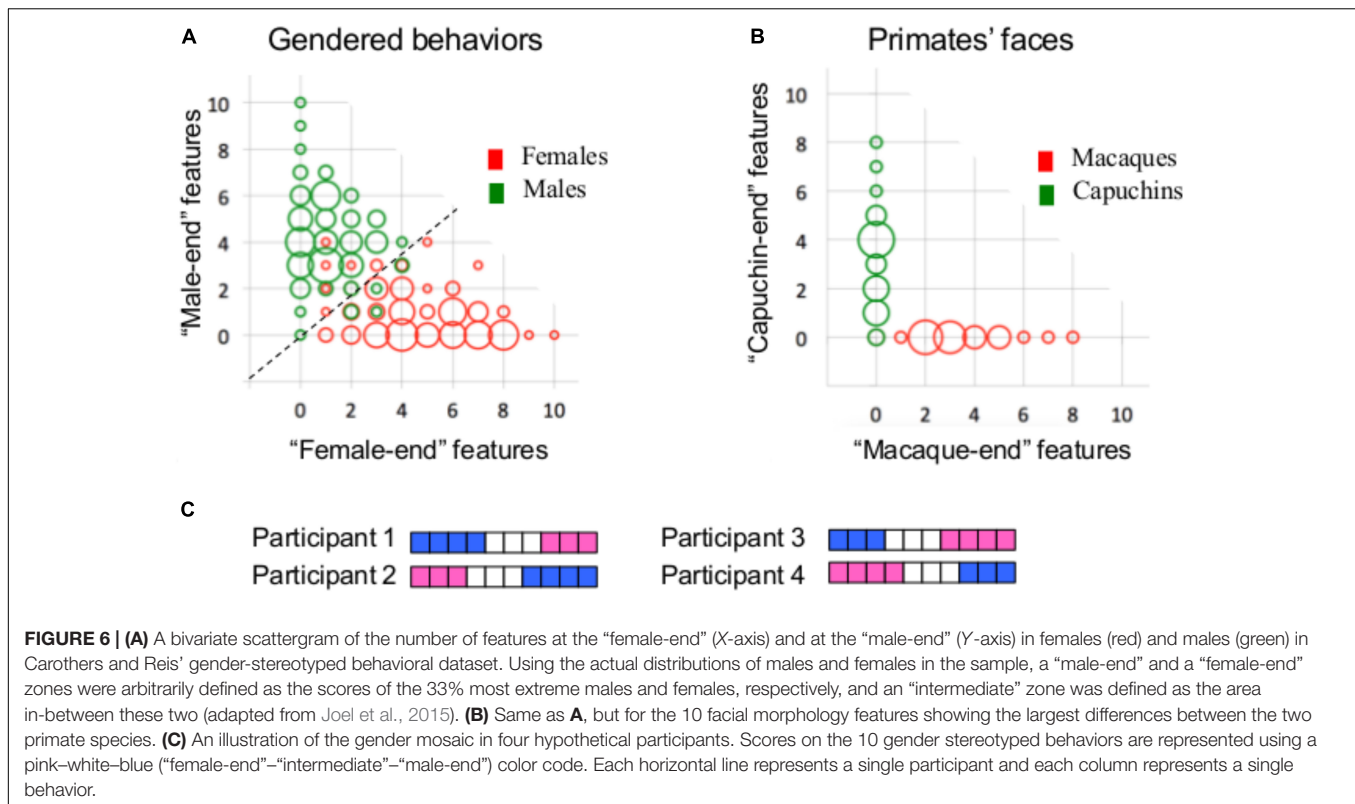 A
Gendered behaviors
“Male-end” features
10
8
6
4
2
0
Females
Males
0 2 4 6 8 10
“Female-end” features
B
Primates’ faces
“Capuchin-end” features
10
8
6
4
2
0
Macaques
Capuchins
0 2 4 6 8 10
“Macaque-end” features
C
Participant 1
Participant 2
Participant 3
Participant 4
FIGURE 6 | (A) A bivariate scattergram of the number of features at the “female-end” (X-axis) and at the “male-end” (Y-axis) in females (red) and males (green) in
Carothers and Reis’ gender-stereotyped behavioral dataset. Using the actual distributions of males and females in the sample, a “male-end” and a “female-end”
zones were arbitrarily defined as the scores of the 33% most extreme males and females, respectively, and an “intermediate” zone was defined as the area
in-between these two (adapted from Joel et al., 2015). (B) Same as A, but for the 10 facial morphology features showing the largest differences between the two
primate species. (C) An illustration of the gender mosaic in four hypothetical participants. Scores on the 10 gender stereotyped behaviors are represented using a
pink–white–blue (“female-end”–“intermediate”–“male-end”) color code. Each horizontal line represents a single participant and each column represents a single
behavior.